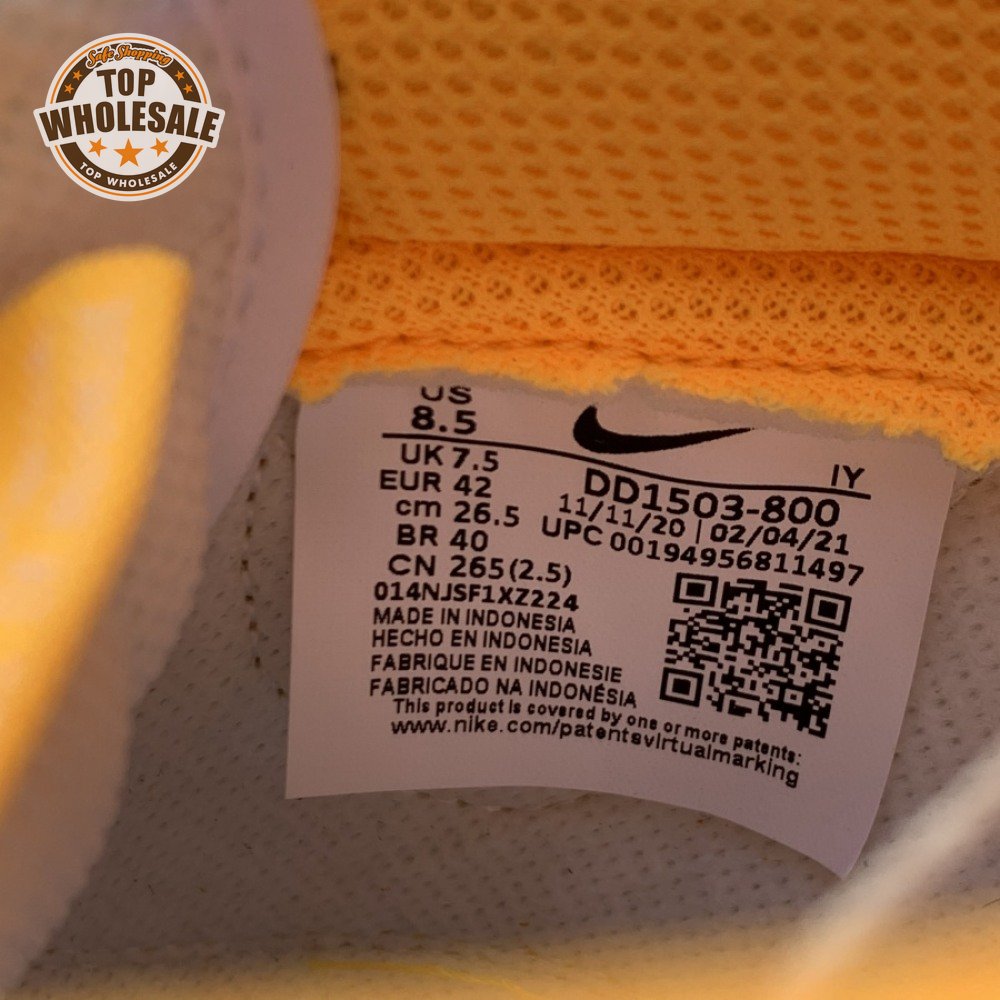 Safe Shopping
TOP
WHOLESALE
TOP WHOLESALE
US
8.5
IY
UK 7.5
DD1503-800
EUR 42
11/11/20 | 02/04/21
cm 26.5
UPC 00194956811497
BR 40
CN 265(2.5)
014NJSF1XZ224
MADE IN INDONESIA
HECHO EN INDONESIA
FABRIQUE EN INDONESIE
FABRICADO NA INDONÉSIA
This product is covered by one or more patents:
www.nike.com/patentsvirtualmarking